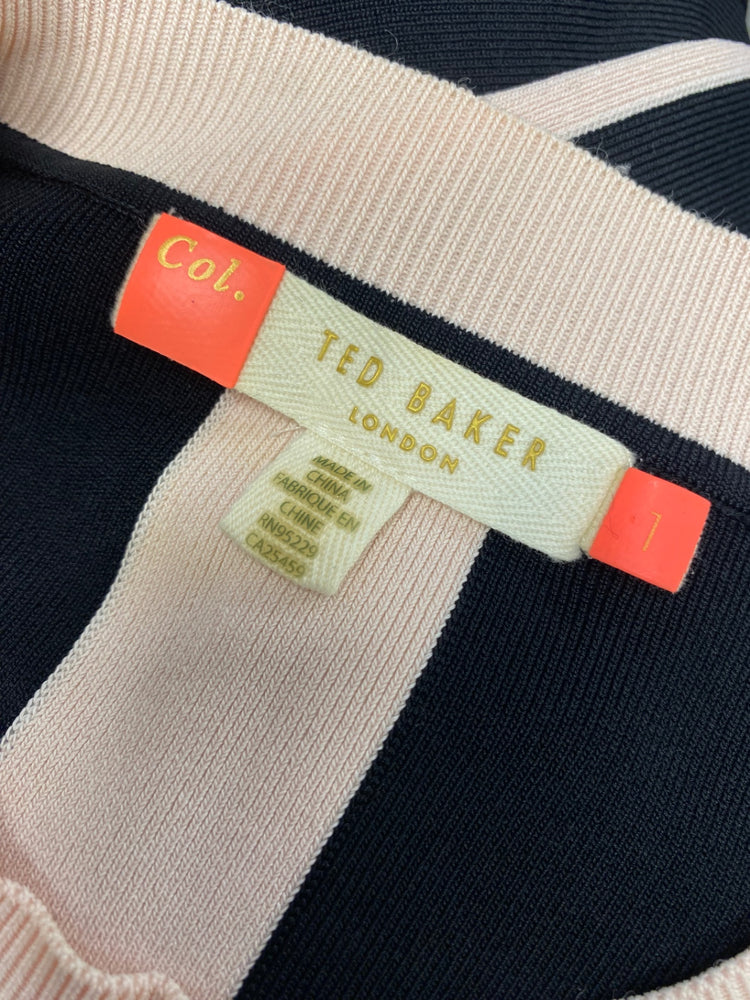 Col.
TED BAKER
LONDON
1
MADE IN
CHINA
FABRIQUE EN
CHINE
RN95229
CA25459